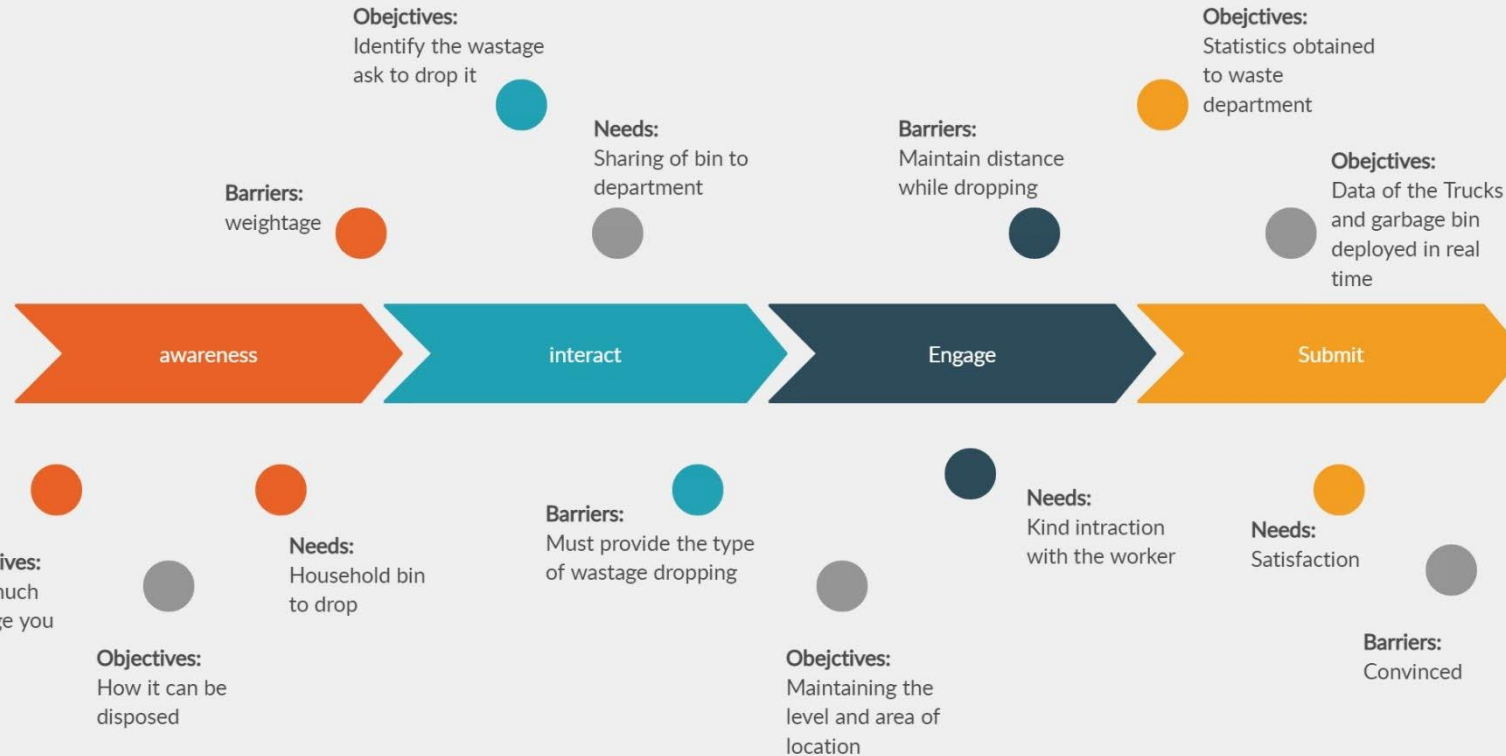 Obejctives:
Identify the wastage
ask to drop it
Obejctives:
Statistics obtained
to waste
department
Needs:
Sharing of bin to
department
Barriers:
Maintain distance
while dropping
Obejctives:
Data of the Trucks
and garbage bin
deployed in real
time
Barriers:
weightage
awareness
interact
Engage
Submit
Needs:
Household bin
to drop
Barriers:
Must provide the type
of wastage dropping
Needs:
Kind intraction
with the worker
Needs:
Satisfaction
you
Objectives:
How it can be
disposed
Obejctives:
Maintaining the
level and area of
location
Barriers:
Convinced